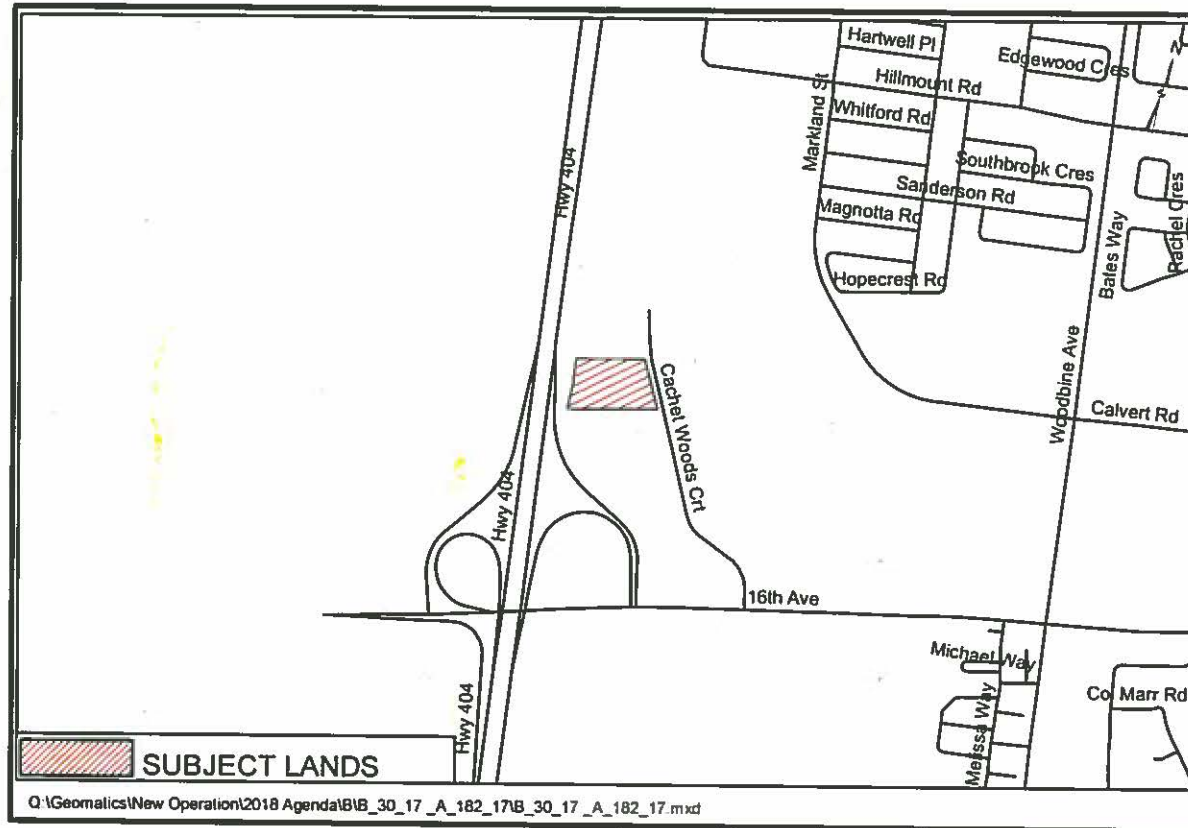 Hartwell Pl
Edgewood Cres
N
Hillmount Rd
Markland St
Whitford Rd
Hwy 404
Southbrook Cres
Sanderson Rd
Magnotta Rd
Bates Way
Rachel Cres
Hopecrest Rd
Woodbine Ave
Cachet Woods Crt
Calvert Rd
Hwy 404
16th Ave
Michael Way
Hwy 404
Melissa Way
Col Marr Rd
SUBJECT LANDS
Q:\Geomatics\New Operation\2018 Agenda\B\B_30_17 _A_182_17\B_30_17 _A_182_17.mxd